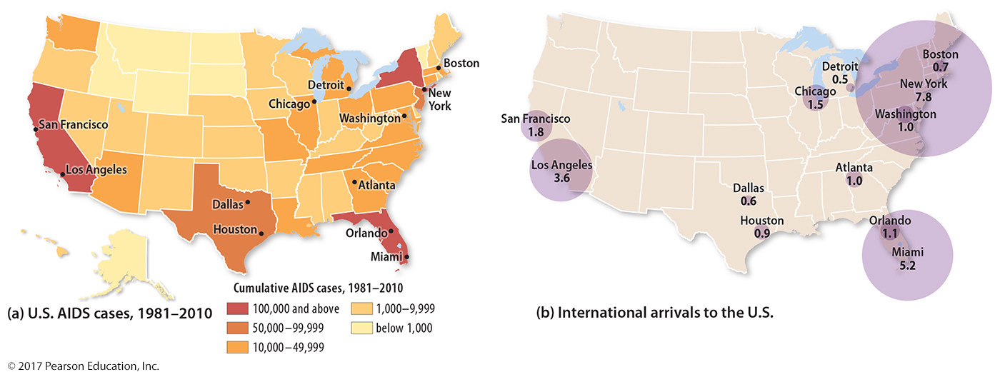 Boston
Detroit
New
York
Chicago
Washington
San Francisco
Los Angeles
Atlanta
Dallas
Houston
Orlando
Miami
Cumulative AIDS cases, 1981–2010
100,000 and above
1,000–9,999
50,000–99,999
below 1,000
10,000–49,999
(a) U.S. AIDS cases, 1981–2010
Boston
0.7
Detroit
0.5
New York
7.8
Chicago
1.5
Washington
1.0
San Francisco
1.8
Los Angeles
3.6
Atlanta
1.0
Dallas
0.6
Houston
0.9
Orlando
1.1
Miami
5.2
(b) International arrivals to the U.S.
© 2017 Pearson Education, Inc.